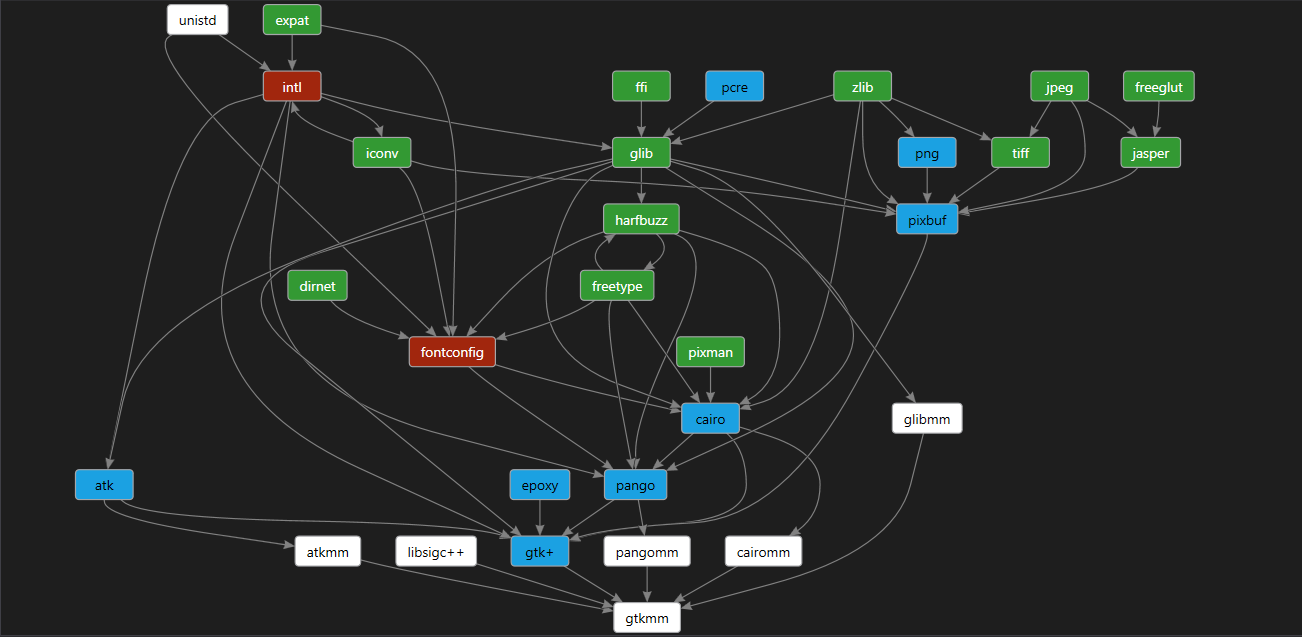 unistd
expat
intl
ffi
pcre
zlib
jpeg
freeglut
iconv
glib
png
tiff
jasper
harfbuzz
pixbuf
dirnet
freetype
fontconfig
pixman
cairo
glibmm
atk
epoxy
pango
atkmm
libsigc++
gtk+
pangomm
cairomm
gtkmm